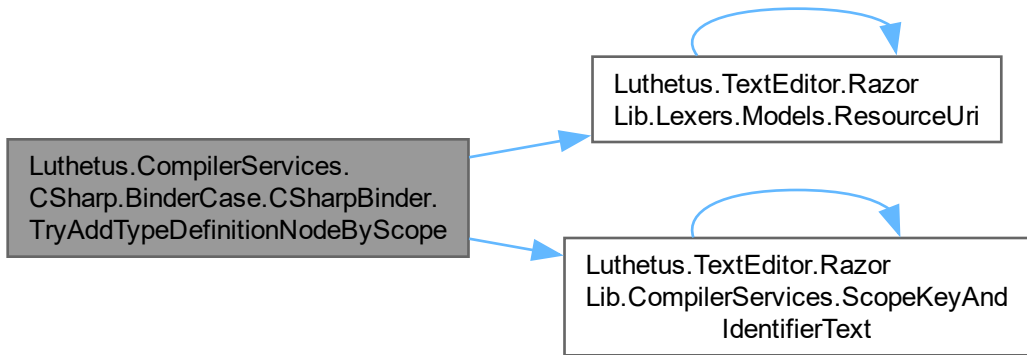 Luthetus.TextEditor.Razor
Lib.Lexers.Models.ResourceUri
Luthetus.CompilerServices.
CSharp.BinderCase.CSharpBinder.
TryAddTypeDefinitionNodeByScope
Luthetus.TextEditor.Razor
Lib.CompilerServices.ScopeKeyAnd
IdentifierText